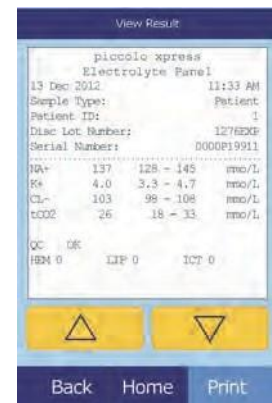 View Result
piccolo xpress
Electrolyte Panel
13 Dec 2012 11:33 AM
Sample Type: Patient
Patient ID: 1
Disc Lot Number:
Serial Number: 0000P19911
NA+ 137 128 - 145 mmo/L
K+ 4.0 3.3 - 4.7 mmo/L
CL- 103 98 - 108 mmo/L
tCO2 26 18 - 33 mmo/L
QC OK
HEM 0 LIP 0 ICT 0
Back Home Print